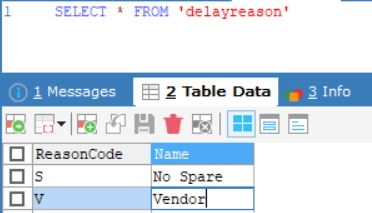 1 SELECT * FROM 'delayreason'
1 Messages 2 Table Data 3 Info
ReasonCode Name
S No Spare
V Vendor